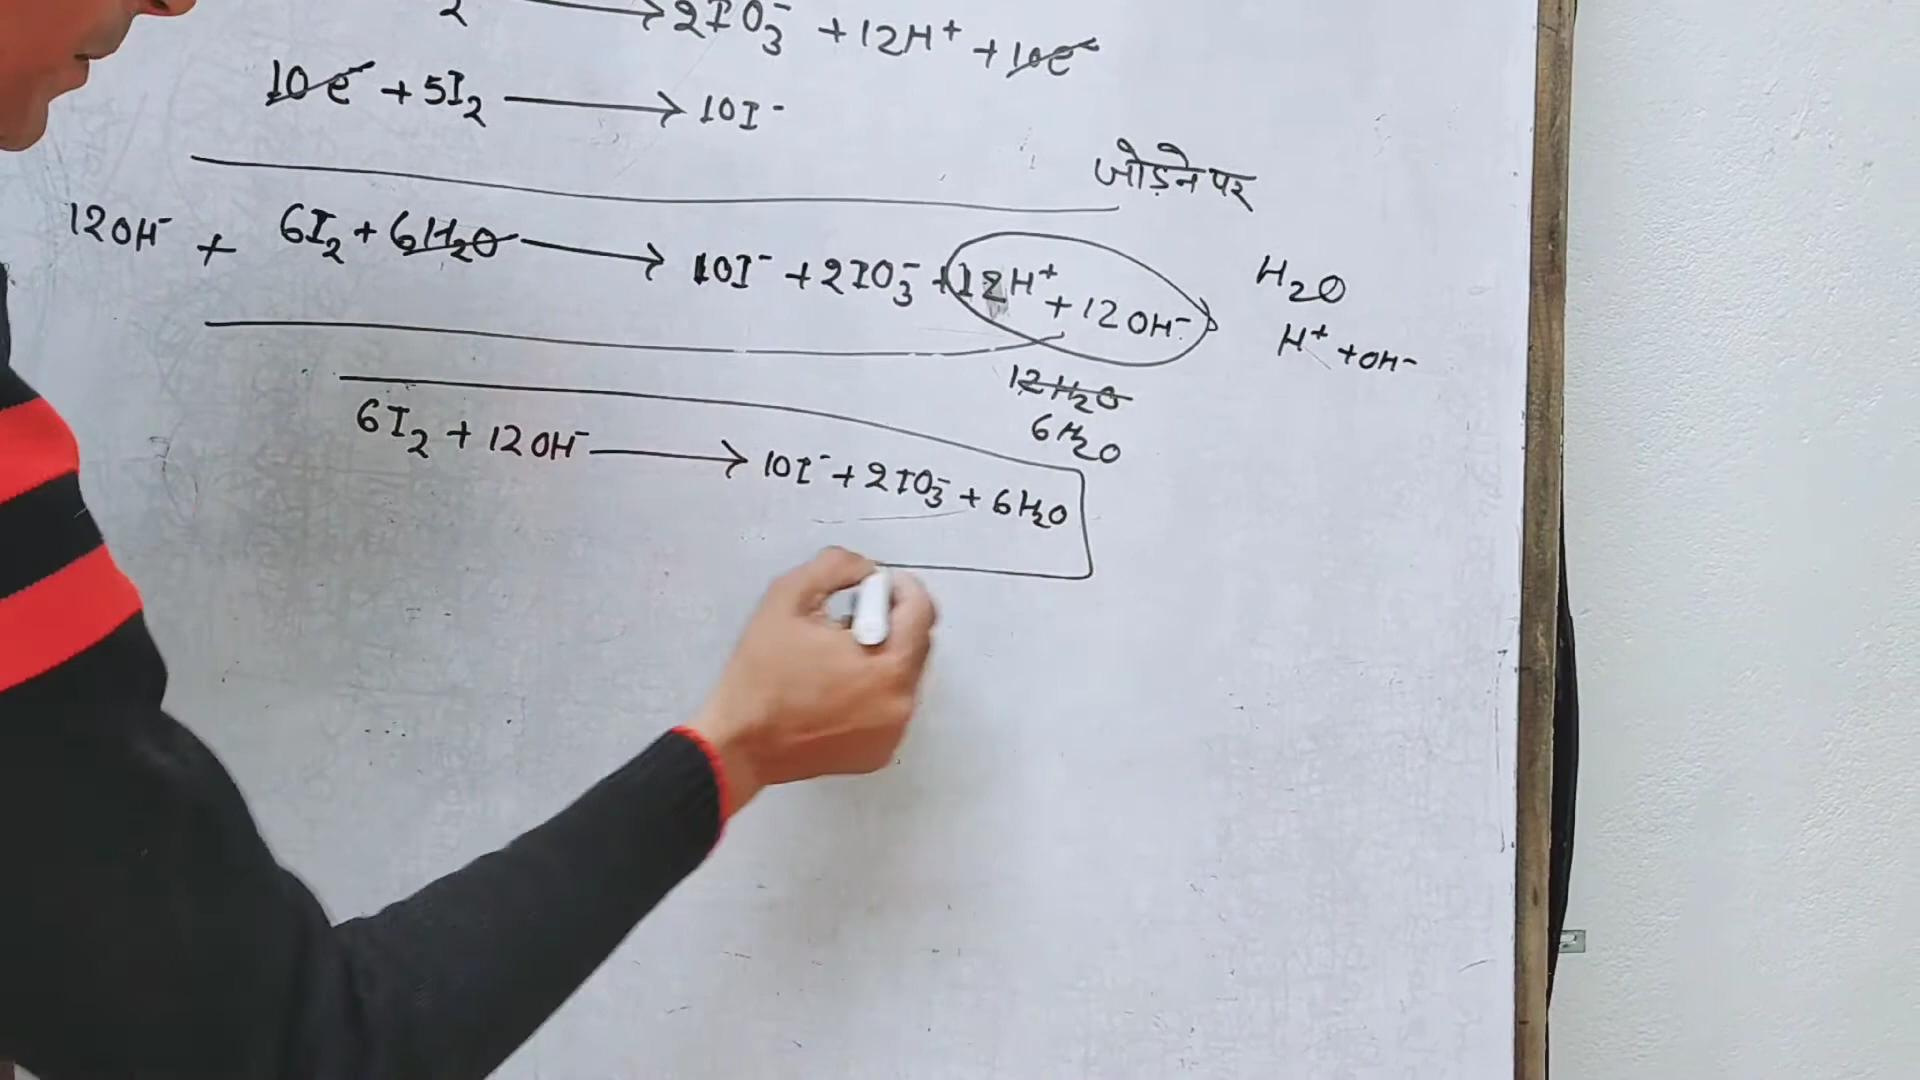 2 ⟶ 2IO₃⁻ + 12H⁺ + 10e⁻
10e⁻ + 5I₂ ⟶ 10I⁻
जोड़ने पर
12OH⁻ + 6I₂ + 6H₂O ⟶ 10I⁻ + 2IO₃⁻ + 12H⁺ + 12OH⁻
H₂O
H⁺ + OH⁻
12H₂O
6H₂O
6I₂ + 12OH⁻ ⟶ 10I⁻ + 2IO₃⁻ + 6H₂O